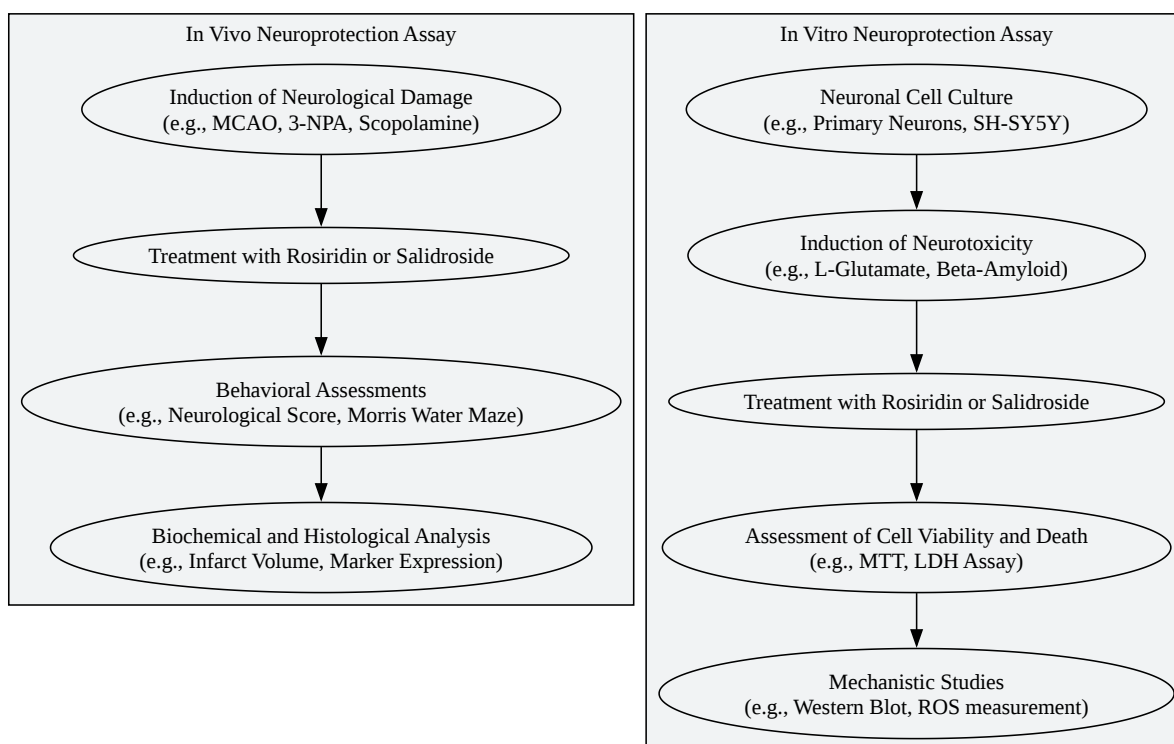 In Vivo Neuroprotection Assay
Induction of Neurological Damage
(e.g., MCAO, 3-NPA, Scopolamine)
Treatment with Rosiridin or Salidroside
Behavioral Assessments
(e.g., Neurological Score, Morris Water Maze)
Biochemical and Histological Analysis
(e.g., Infarct Volume, Marker Expression)
In Vitro Neuroprotection Assay
Neuronal Cell Culture
(e.g., Primary Neurons, SH-SY5Y)
Induction of Neurotoxicity
(e.g., L-Glutamate, Beta-Amyloid)
Treatment with Rosiridin or Salidroside
Assessment of Cell Viability and Death
(e.g., MTT, LDH Assay)
Mechanistic Studies
(e.g., Western Blot, ROS measurement)